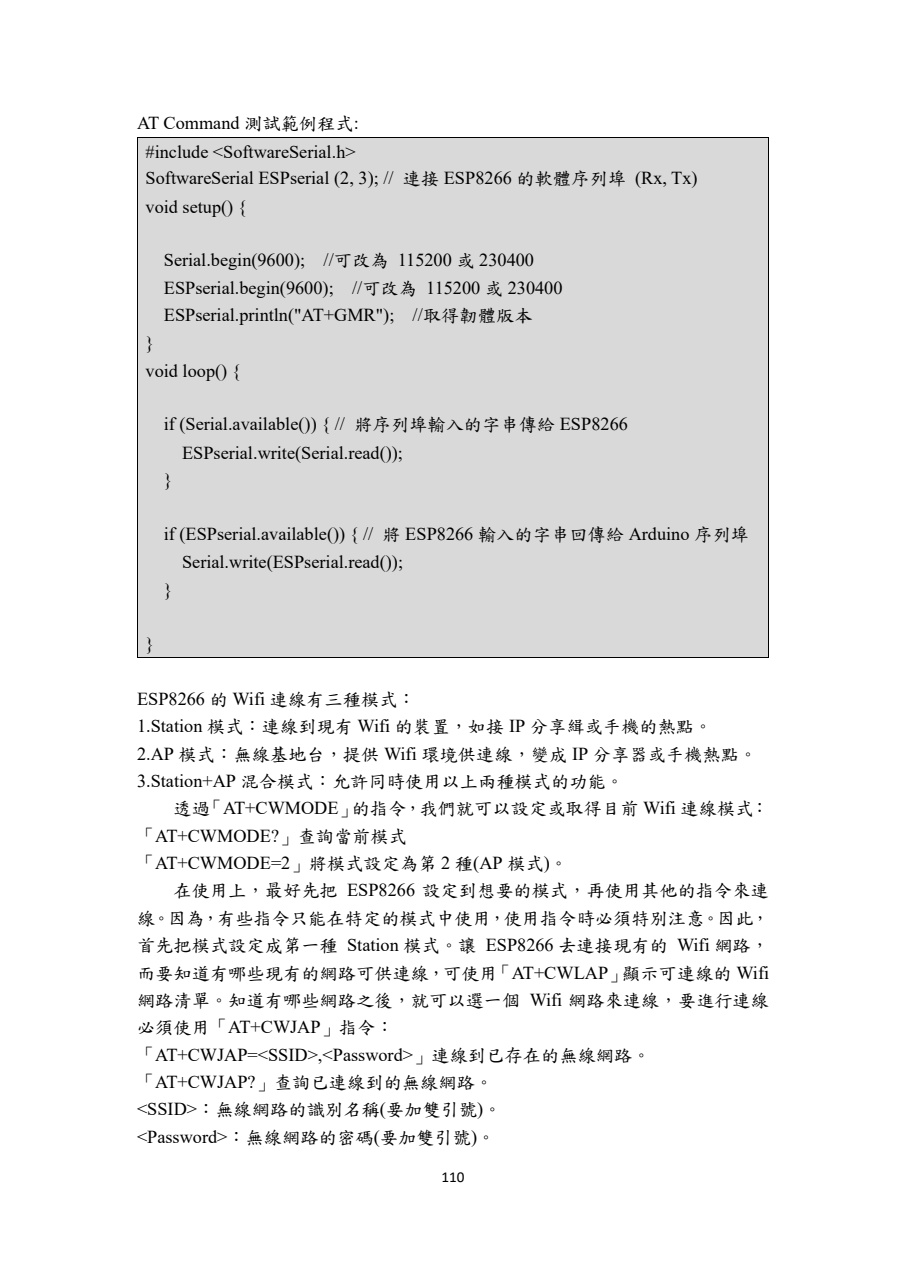 AT Command 測試範例程式:
#include <SoftwareSerial.h>
SoftwareSerial ESPserial (2, 3); // 連接 ESP8266 的軟體序列埠 (Rx, Tx)
void setup() {
Serial.begin(9600); //可改為 115200 或 230400
ESPserial.begin(9600); //可改為 115200 或 230400
ESPserial.println("AT+GMR"); //取得韌體版本
}
void loop() {
if (Serial.available()) { // 將序列埠輸入的字串傳給 ESP8266
ESPserial.write(Serial.read());
}
if (ESPserial.available()) { // 將 ESP8266 輸入的字串回傳給 Arduino 序列埠
Serial.write(ESPserial.read());
}
}
ESP8266 的 Wifi 連線有三種模式：
1.Station 模式：連線到現有 Wifi 的裝置，如接 IP 分享緝或手機的熱點。
2.AP 模式：無線基地台，提供 Wifi 環境供連線，變成 IP 分享器或手機熱點。
3.Station+AP 混合模式：允許同時使用以上兩種模式的功能。
透過「AT+CWMODE」的指令，我們就可以設定或取得目前 Wifi 連線模式：
「AT+CWMODE?」查詢當前模式
「AT+CWMODE=2」將模式設定為第 2 種(AP 模式)。
在使用上，最好先把 ESP8266 設定到想要的模式，再使用其他的指令來連
線。因為，有些指令只能在特定的模式中使用，使用指令時必須特別注意。因此，
首先把模式設定成第一種 Station 模式。讓 ESP8266 去連接現有的 Wifi 網路，
而要知道有哪些現有的網路可供連線，可使用「AT+CWLAP」顯示可連線的 Wifi
網路清單。知道有哪些網路之後，就可以選一個 Wifi 網路來連線，要進行連線
必須使用「AT+CWJAP」指令：
「AT+CWJAP=<SSID>,<Password>」連線到已存在的無線網路。
「AT+CWJAP?」查詢已連線到的無線網路。
<SSID>：無線網路的識別名稱(要加雙引號)。
<Password>：無線網路的密碼(要加雙引號)。
110